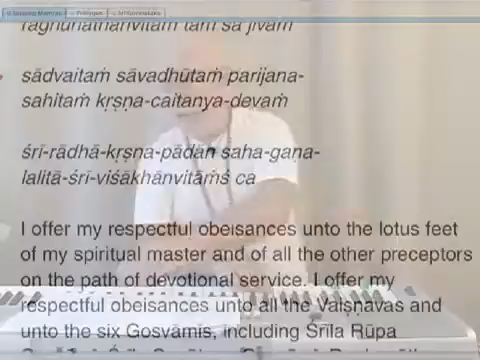 raghunāthānvitaṁ taṁ sa jīvam
sādvaitaṁ sāvadhūtaṁ parijana-
sahitaṁ kṛṣṇa-caitanya-devaṁ
śrī-rādhā-kṛṣṇa-pādān saha-gaṇa-
lalitā-śrī-viśākhānvitāṁś ca
I offer my respectful obeisances unto the lotus feet
of my spiritual master and of all the other preceptors
on the path of devotional service. I offer my
respectful obeisances unto all the Vaiṣṇavas and
unto the six Gosvāmīs, including Śrīla Rūpa